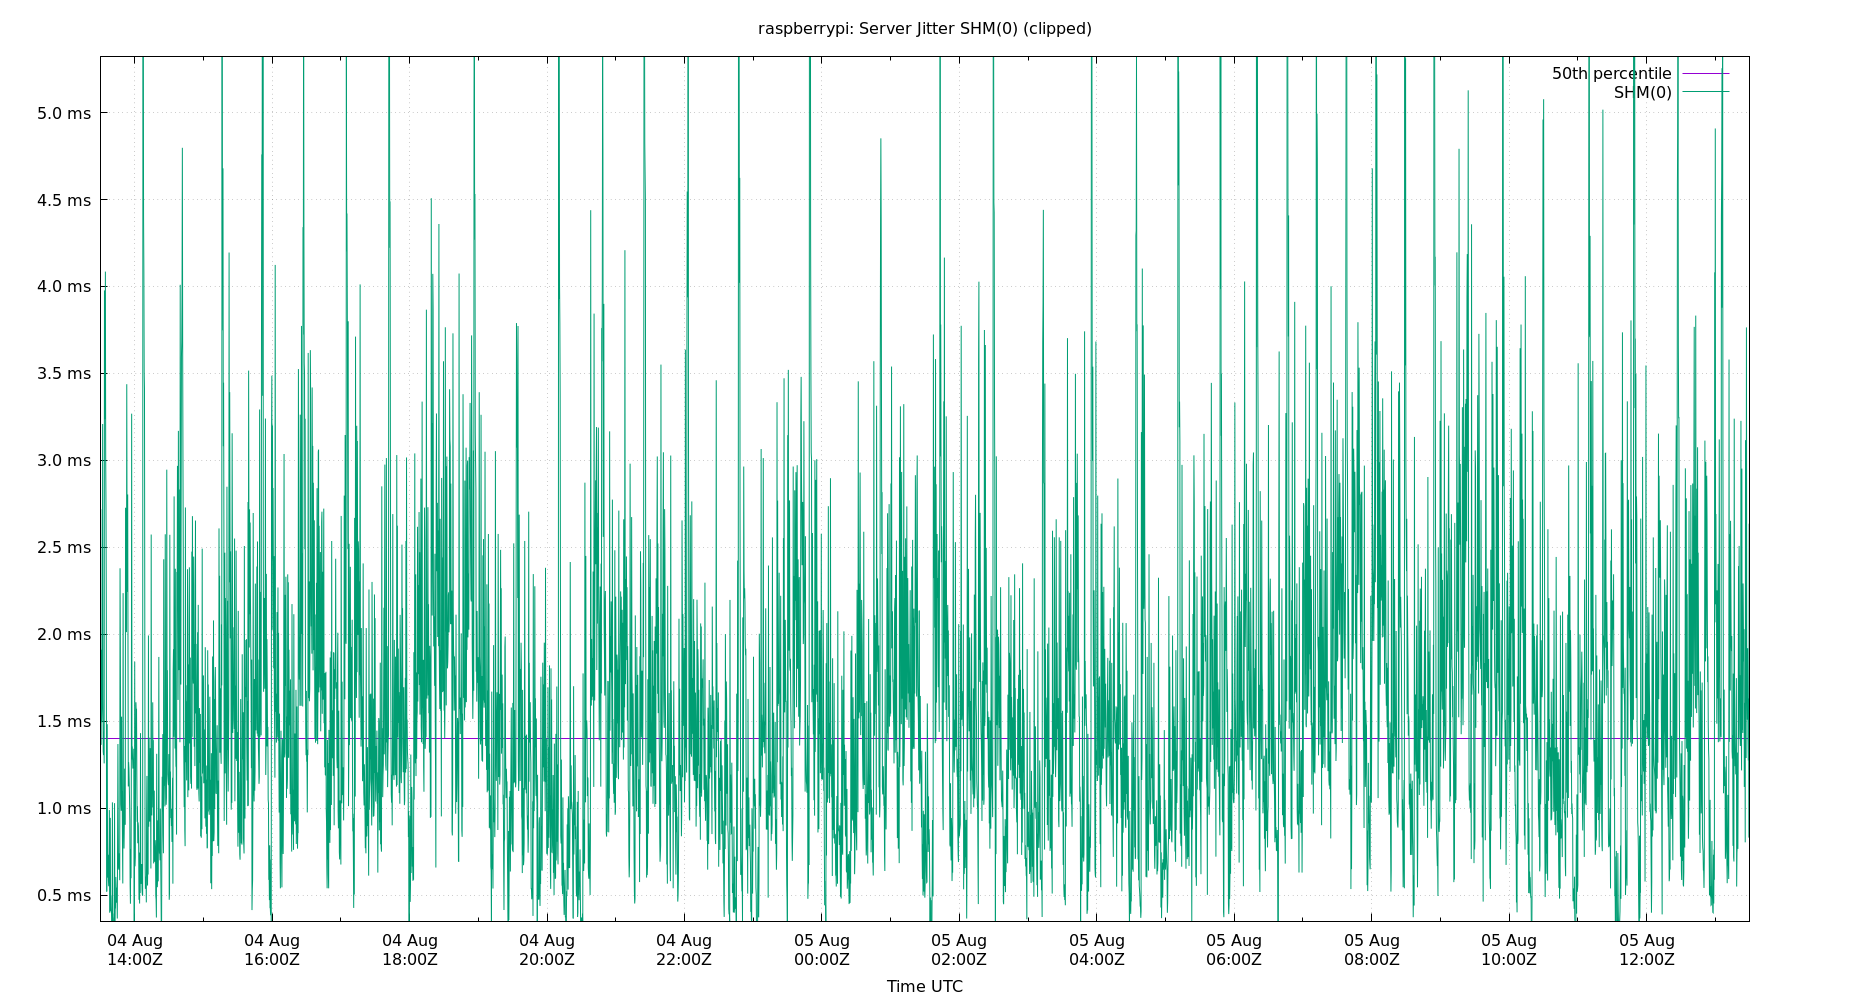 raspberrypi: Server Jitter SHM(0) (clipped)
50th percentile
SHM(0)
5.0 ms
4.5 ms
4.0 ms
3.5 ms
3.0 ms
2.5 ms
2.0 ms
1.5 ms
1.0 ms
0.5 ms
04 Aug 04 Aug 04 Aug 04 Aug 04 Aug 05 Aug 05 Aug 05 Aug 05 Aug 05 Aug 05 Aug 05 Aug
14:00Z 16:00Z 18:00Z 20:00Z 22:00Z 00:00Z 02:00Z 04:00Z 06:00Z 08:00Z 10:00Z 12:00Z
Time UTC